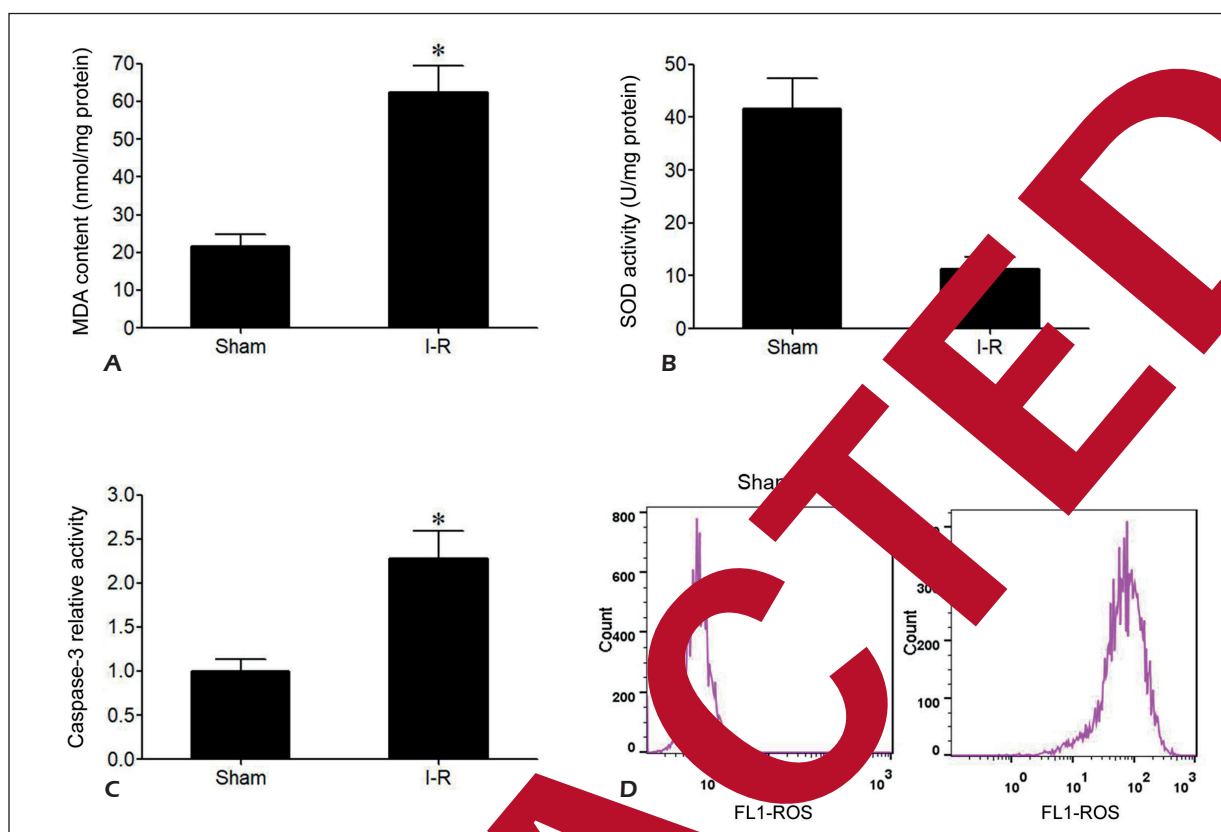 MDA content (nmol/mg protein)
70
60
50
40
30
20
10
0
*
Sham
I-R
A
SOD activity (U/mg protein)
50
40
30
20
10
0
Sham
I-R
B
Caspase-3 relative activity
3.0
2.5
2.0
1.5
1.0
0.5
0.0
*
Sham
I-R
C
Count
800
600
400
200
0
10
10³
FL1-ROS
D
Count
200
100
0
10⁰
10¹
10²
10³
FL1-ROS
CTED